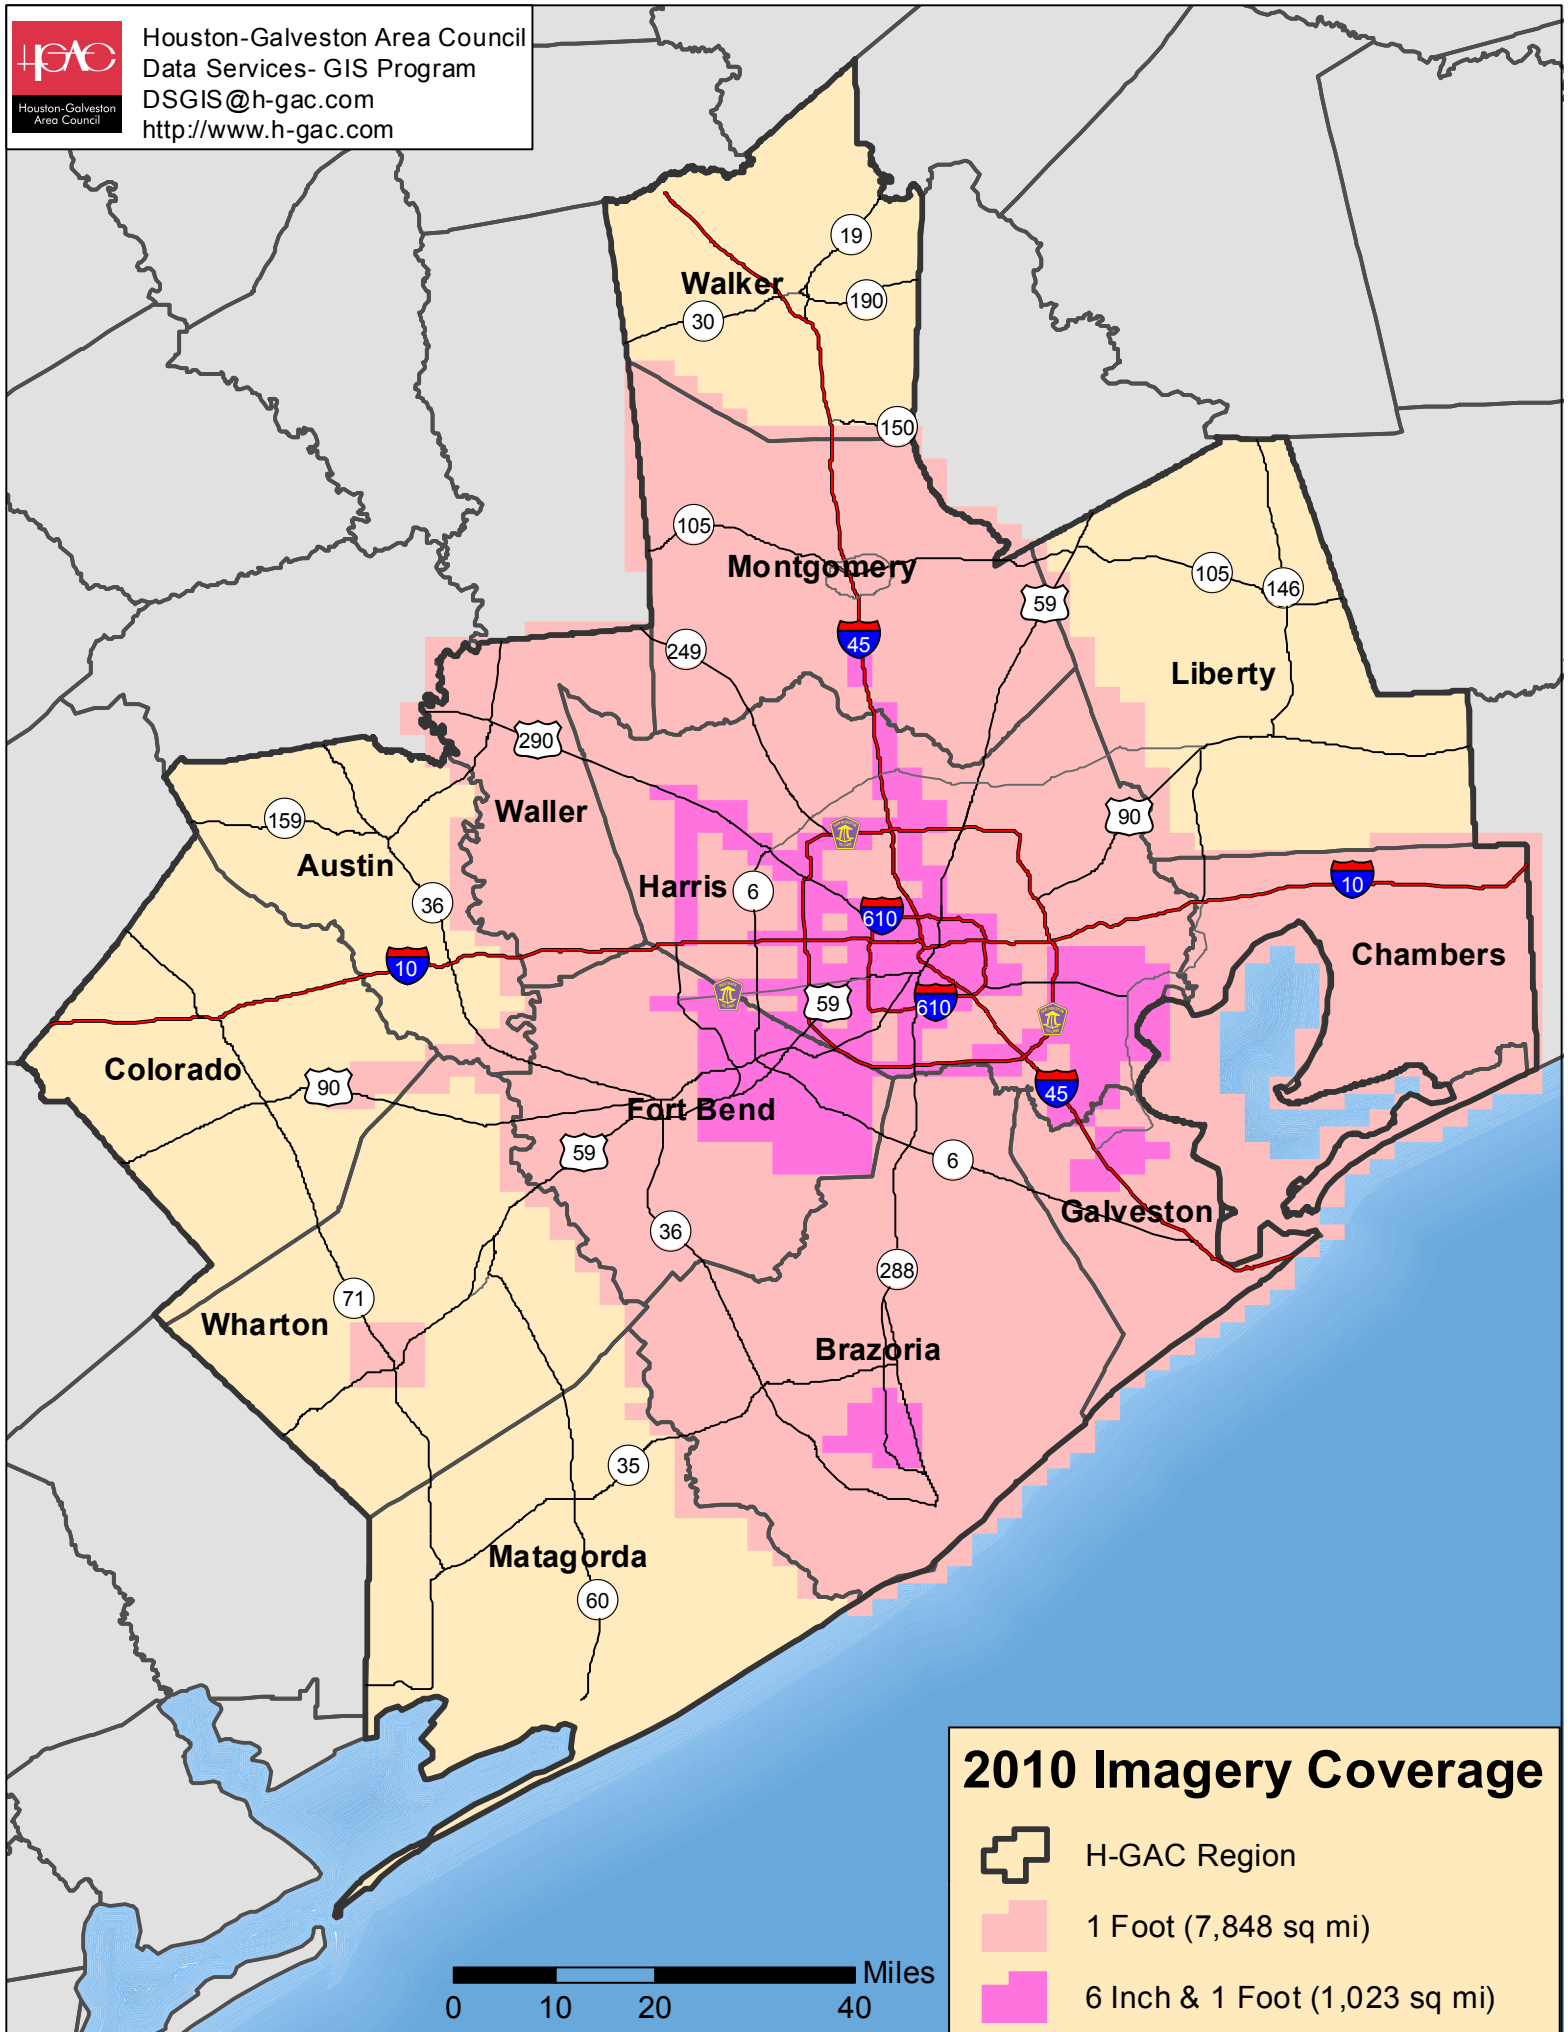 HGAC
Houston-Galveston
Area Council
Houston-Galveston Area Council
Data Services- GIS Program
DSGIS@h-gac.com
http://www.h-gac.com
19
Walker
190
30
150
105
Montgomery
105
146
59
45
249
Liberty
290
Waller
90
159
Austin
Harris
6
10
36
610
Chambers
10
59
610
Colorado
90
45
Fort Bend
59
6
Galveston
36
288
71
Wharton
Brazoria
35
Matagorda
60
2010 Imagery Coverage
H-GAC Region
1 Foot (7,848 sq mi)
6 Inch & 1 Foot (1,023 sq mi)
Miles
0 10 20 40